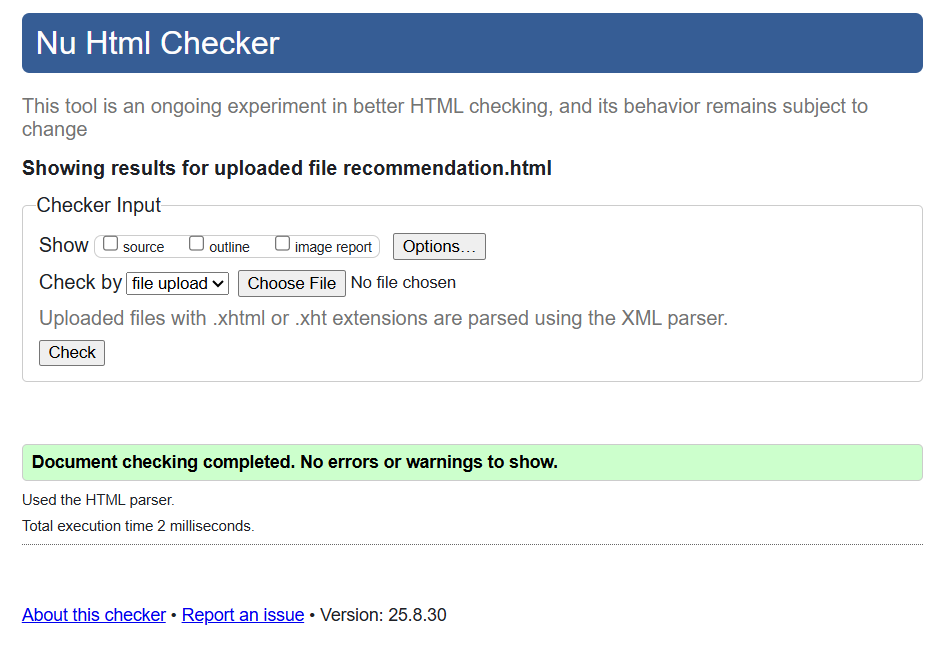 Nu Html Checker
This tool is an ongoing experiment in better HTML checking, and its behavior remains subject to
change
Showing results for uploaded file recommendation.html
Checker Input
Show source outline image report Options…
Check by file upload Choose File No file chosen
Uploaded files with .xhtml or .xht extensions are parsed using the XML parser.
Check
Document checking completed. No errors or warnings to show.
Used the HTML parser.
Total execution time 2 milliseconds.
About this checker • Report an issue • Version: 25.8.30